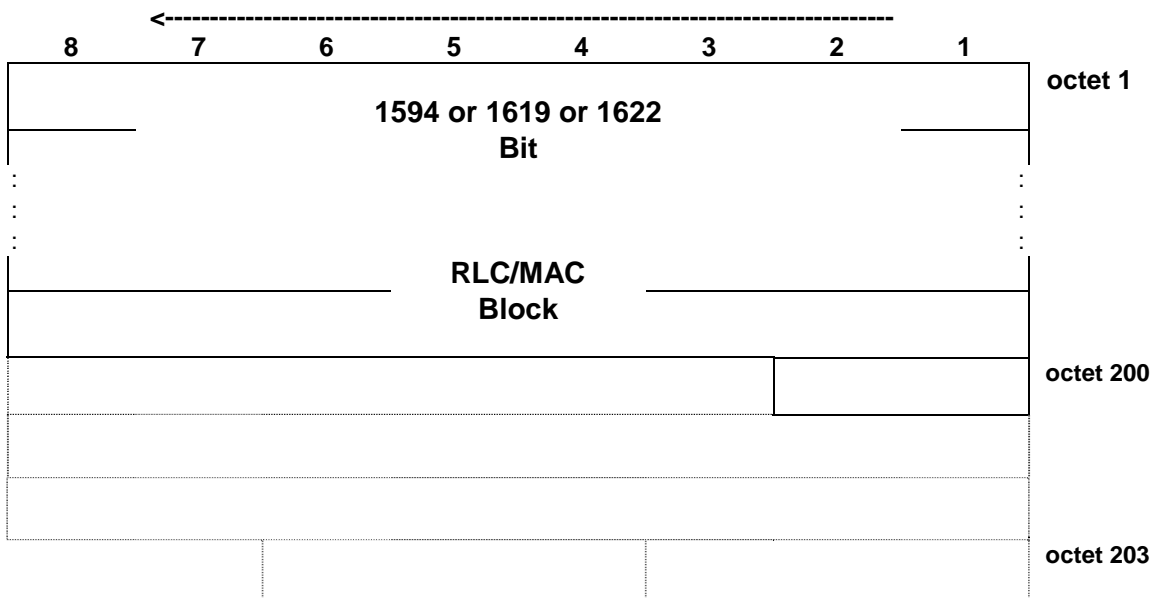 <---------------------------------------------------------------------------------
8 7 6 5 4 3 2 1
octet 1
1594 or 1619 or 1622
Bit
: :
: :
: :
RLC/MAC
Block
octet 200
octet 203